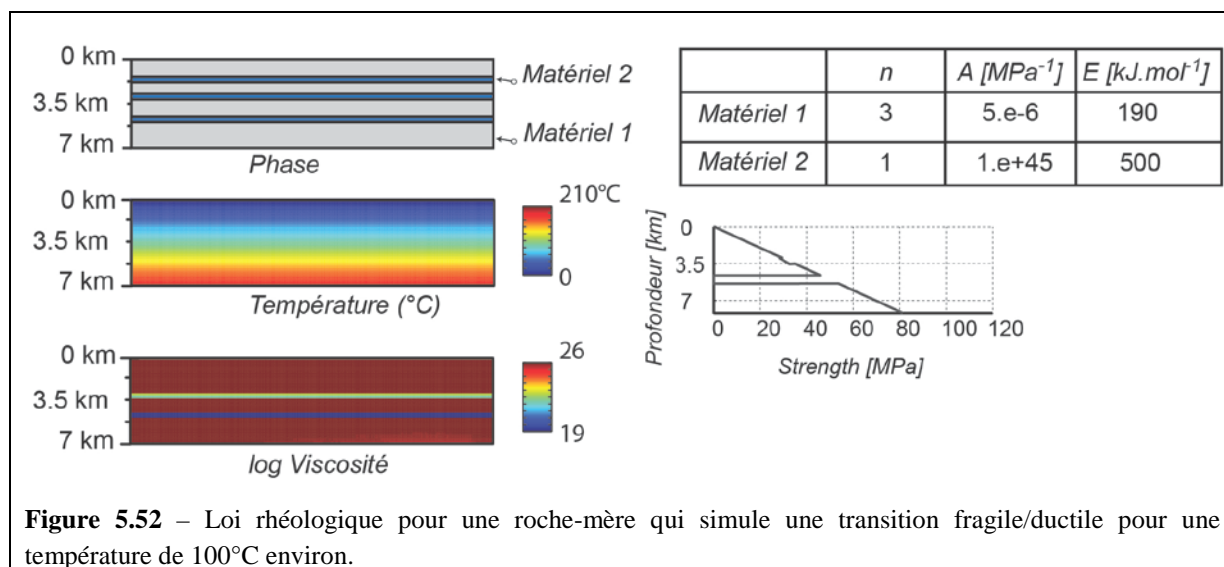 0 km
3.5 km
7 km
Matériel 2
Matériel 1
Phase
0 km
3.5 km
7 km
210°C
0
Température (°C)
0 km
3.5 km
7 km
26
19
log Viscosité
n A [MPa-1] E [kJ.mol-1]
Matériel 1 3 5.e-6 190
Matériel 2 1 1.e+45 500
Profondeur [km]
0
3.5
7
0 20 40 60 80 100 120
Strength [MPa]
Figure 5.52 – Loi rhéologique pour une roche-mère qui simule une transition fragile/ductile pour une
température de 100°C environ.